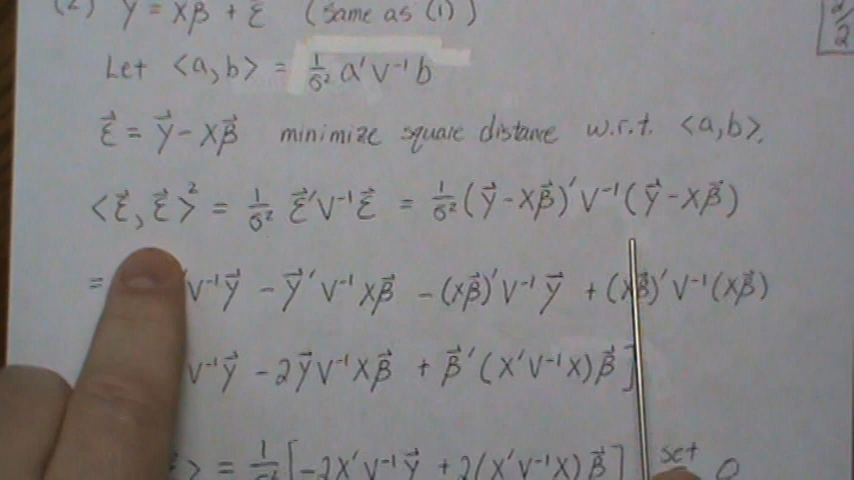 (2) Y⃗ = Xβ⃗ + ε⃗ (same as (1))
2/2
Let <a,b> = 1/σ² a'V⁻¹b
ε⃗ = Y⃗ - Xβ⃗ minimize square distance w.r.t. <a,b>.
<ε⃗,ε⃗>² = 1/σ² ε⃗'V⁻¹ε⃗ = 1/σ² (Y⃗ - Xβ⃗)'V⁻¹(Y⃗ - Xβ⃗)
= 'V⁻¹Y⃗ - Y⃗'V⁻¹Xβ⃗ - (Xβ⃗)'V⁻¹Y⃗ + (Xβ⃗)'V⁻¹(Xβ⃗)
V⁻¹Y⃗ - 2Y⃗V⁻¹Xβ⃗ + β⃗'(X'V⁻¹X)β⃗]
> = 1/σ² [-2X'V⁻¹Y⃗ + 2(X'V⁻¹X)β⃗] set 0